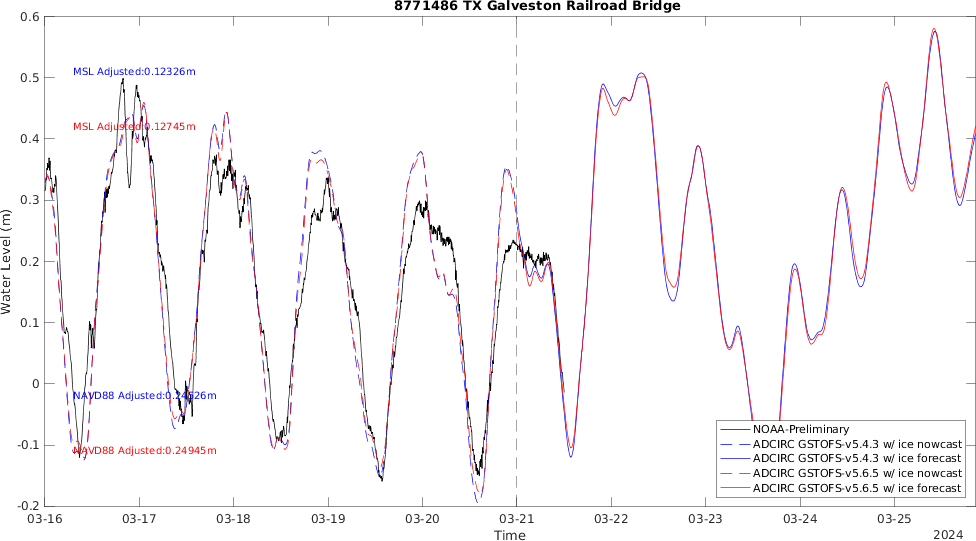 8771486 TX Galveston Railroad Bridge
0.6
0.5
0.4
0.3
0.2
0.1
0
-0.1
-0.2
Water Level (m)
MSL Adjusted:0.12326m
MSL Adjusted:0.12745m
NAVD88 Adjusted:0.24526m
NAVD88 Adjusted:0.24945m
NOAA-Preliminary
ADCIRC GSTOFS-v5.4.3 w/ ice nowcast
ADCIRC GSTOFS-v5.4.3 w/ ice forecast
ADCIRC GSTOFS-v5.6.5 w/ ice nowcast
ADCIRC GSTOFS-v5.6.5 w/ ice forecast
03-16 03-17 03-18 03-19 03-20 03-21 03-22 03-23 03-24 03-25
Time
2024